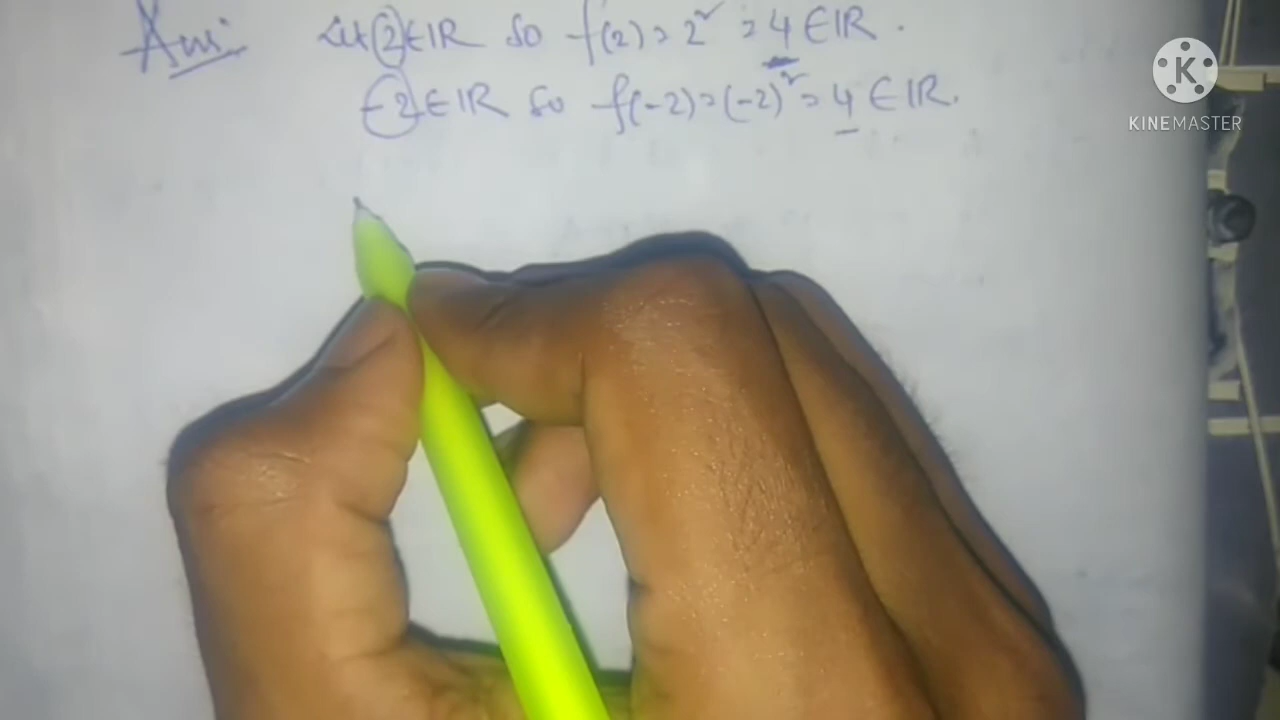 Ans: Let 2 ∈ IR so f(2) = 2² = 4 ∈ IR.
-2 ∈ IR so f(-2) = (-2)² = 4 ∈ IR.
K
KINEMASTER